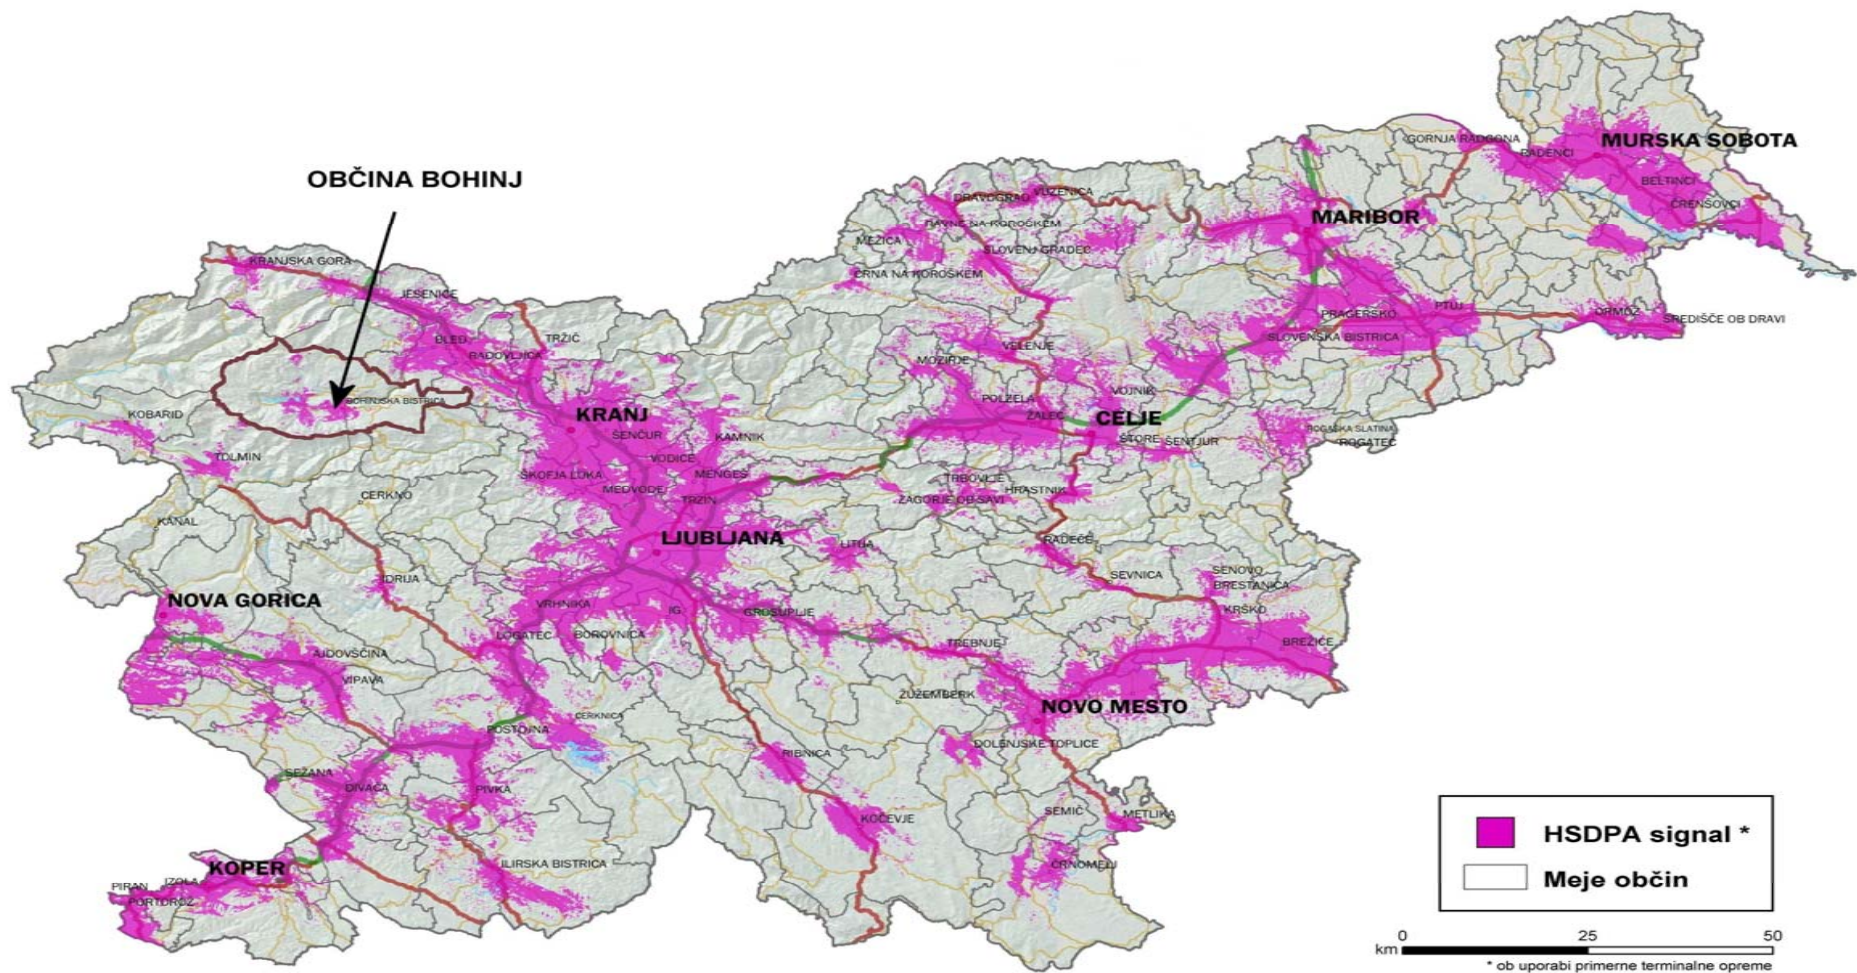 MURSKA SOBOTA
GORNJA RADGONA
RADENCI
BELTINCI
ČRENŠOVCI
OBČINA BOHINJ
VUZENICA
DRAVOGRAD
RAVNE NA KOROŠKEM
MEŽICA
SLOVENJ GRADEC
ČRNA NA KOROŠKEM
MARIBOR
KRANJSKA GORA
JESENICE
BLED
RADOVLJICA
TRŽIČ
PRAGERSKO
PTUJ
ORMOŽ
SREDIŠČE OB DRAVI
SLOVENSKA BISTRICA
VELENJE
MOZIRJE
VOJNIK
POLZELA
ŽALEC
CELJE
ŠTORE
ŠENTJUR
ROGAŠKA SLATINA
ROGATEC
BOHINJSKA BISTRICA
KOBARID
TOLMIN
KRANJ
ŠENČUR
KAMNIK
VODICE
MENGEŠ
ŠKOFJA LOKA
MEDVODE
TRZIN
CERKNO
KANAL
TRBOVLJE
HRASTNIK
ZAGORJE OB SAVI
LJUBLJANA
LITIJA
RADEČE
SEVNICA
SENOVO
BRESTANICA
KRŠKO
BREŽICE
IDRIJA
NOVA GORICA
VRHNIKA
IG
GROSUPLJE
LOGATEC
BOROVNICA
TREBNJE
AJDOVŠČINA
VIPAVA
ŽUŽEMBERK
NOVO MESTO
CERKNICA
POSTOJNA
DOLENJSKE TOPLICE
RIBNICA
SEŽANA
DIVAČA
PIVKA
KOČEVJE
SEMIČ
METLIKA
ČRNOMELJ
KOPER
ILIRSKA BISTRICA
IZOLA
PIRAN
PORTOROŽ
HSDPA signal *
Meje občin
0 25 50
km
* ob uporabi primerne terminalne opreme